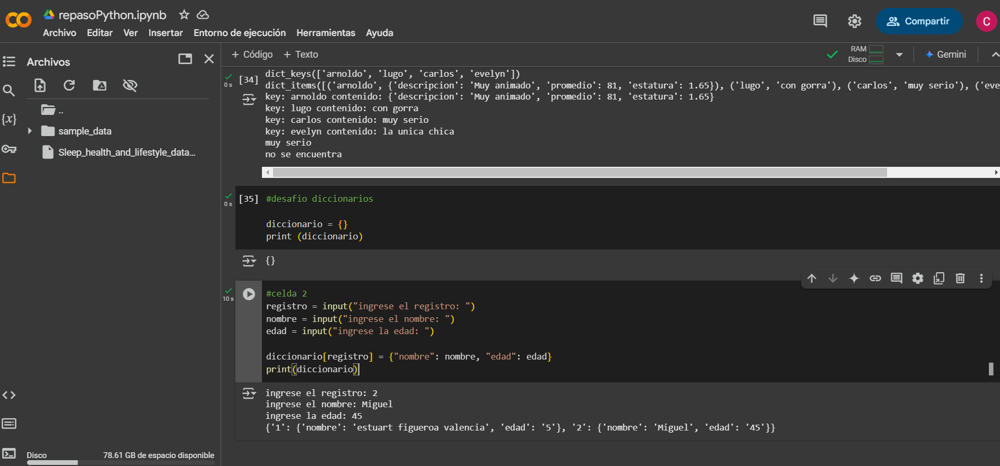 repasoPython.ipynb
Archivo Editar Ver Insertar Entorno de ejecución Herramientas Ayuda
Compartir
C
Archivos
..
sample_data
Sleep_health_and_lifestyle_data...
{x}
Disco
78.61 GB de espacio disponible
+ Código + Texto
RAM
Disco
Gemini
0 s
[34]
dict_keys(['arnoldo', 'lugo', 'carlos', 'evelyn'])
dict_items([('arnoldo', {'descripcion': 'Muy animado', 'promedio': 81, 'estatura': 1.65}), ('lugo', 'con gorra'), ('carlos', 'muy serio'), ('eve
key: arnoldo contenido: {'descripcion': 'Muy animado', 'promedio': 81, 'estatura': 1.65}
key: lugo contenido: con gorra
key: carlos contenido: muy serio
key: evelyn contenido: la unica chica
muy serio
no se encuentra
0 s
[35] #desafio diccionarios
diccionario = {}
print (diccionario)
{}
10 s
#celda 2
registro = input("ingrese el registro: ")
nombre = input("ingrese el nombre: ")
edad = input("ingrese la edad: ")
diccionario[registro] = {"nombre": nombre, "edad": edad}
print(diccionario)
ingrese el registro: 2
ingrese el nombre: Miguel
ingrese la edad: 45
{'1': {'nombre': 'estuart figueroa valencia', 'edad': '5'}, '2': {'nombre': 'Miguel', 'edad': '45'}}